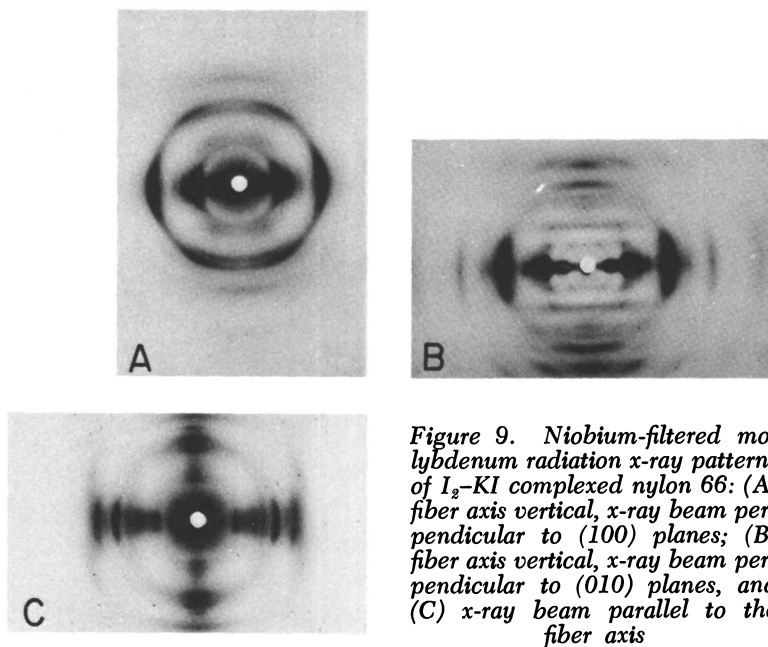 A
B
C
Figure 9. Niobium-filtered mo
lybdenum radiation x-ray pattern
of I₂–KI complexed nylon 66: (A
fiber axis vertical, x-ray beam per
pendicular to (100) planes; (B
fiber axis vertical, x-ray beam per
pendicular to (010) planes, and
(C) x-ray beam parallel to the
fiber axis